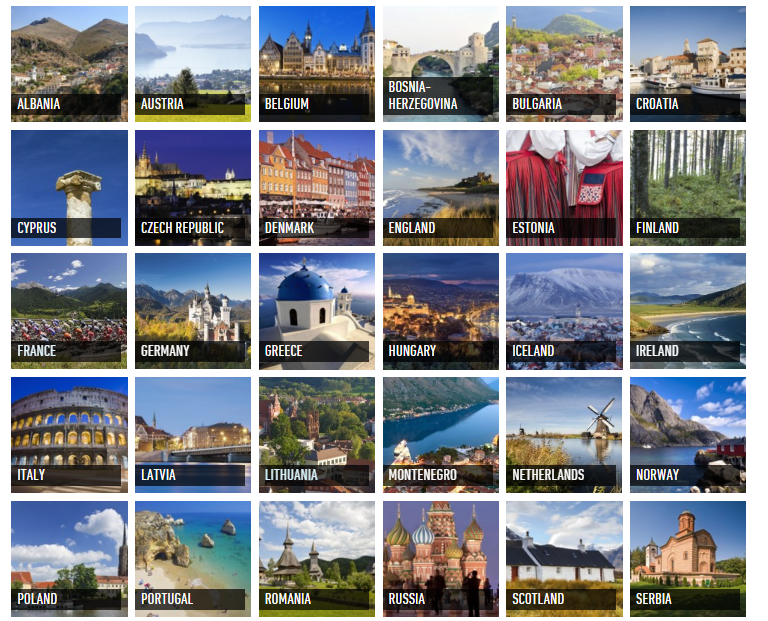 ALBANIA
AUSTRIA
BELGIUM
BOSNIA-
HERZEGOVINA
BULGARIA
CROATIA
CYPRUS
CZECH REPUBLIC
DENMARK
ENGLAND
ESTONIA
FINLAND
FRANCE
GERMANY
GREECE
HUNGARY
ICELAND
IRELAND
ITALY
LATVIA
LITHUANIA
MONTENEGRO
NETHERLANDS
NORWAY
POLAND
PORTUGAL
ROMANIA
RUSSIA
SCOTLAND
SERBIA